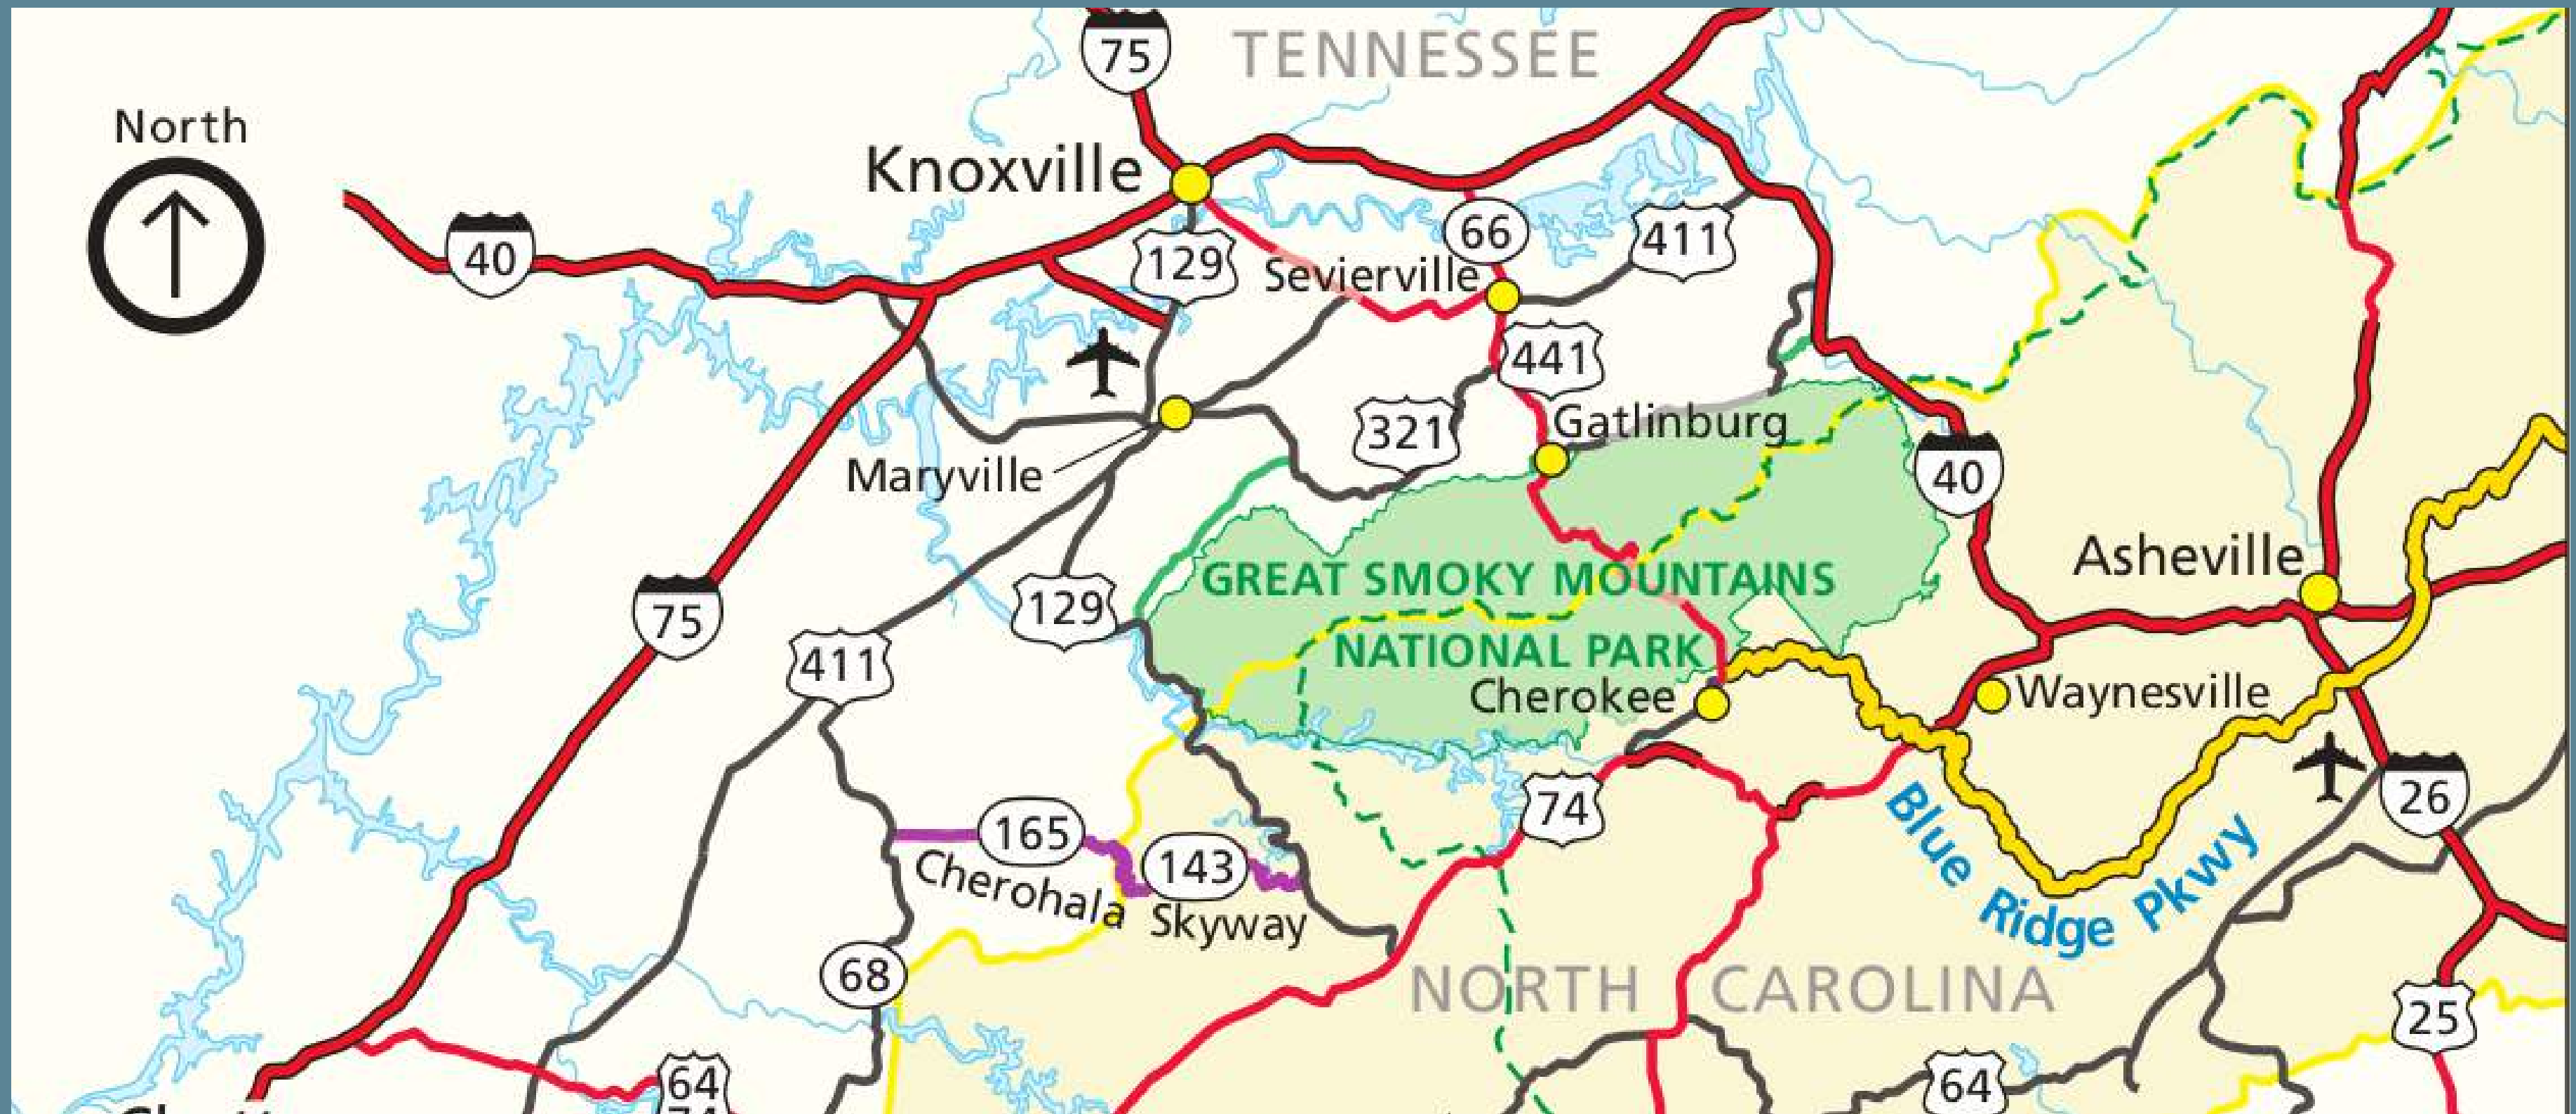 75
TENNESSEE
North
Knoxville
40
129
66
411
Sevierville
441
321
Gatlinburg
Maryville
40
Asheville
GREAT SMOKY MOUNTAINS
NATIONAL PARK
129
75
411
Cherokee
Waynesville
74
26
165
143
Cherohala Skyway
Blue Ridge Pkwy
68
NORTH CAROLINA
25
64
64